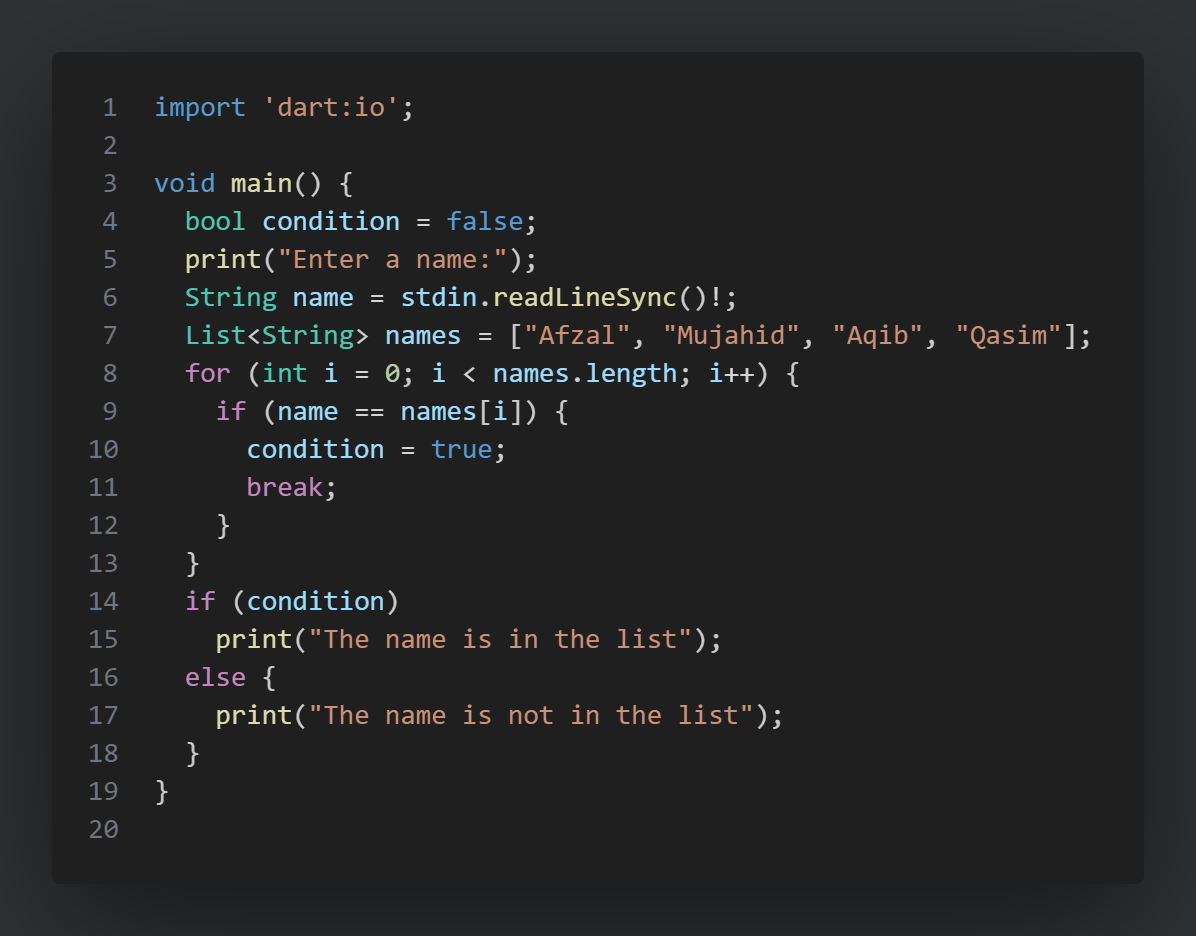 1 import 'dart:io';
2
3 void main() {
4   bool condition = false;
5   print("Enter a name:");
6   String name = stdin.readLineSync()!;
7   List<String> names = ["Afzal", "Mujahid", "Aqib", "Qasim"];
8   for (int i = 0; i < names.length; i++) {
9     if (name == names[i]) {
10       condition = true;
11       break;
12     }
13   }
14   if (condition)
15     print("The name is in the list");
16   else {
17     print("The name is not in the list");
18   }
19 }
20